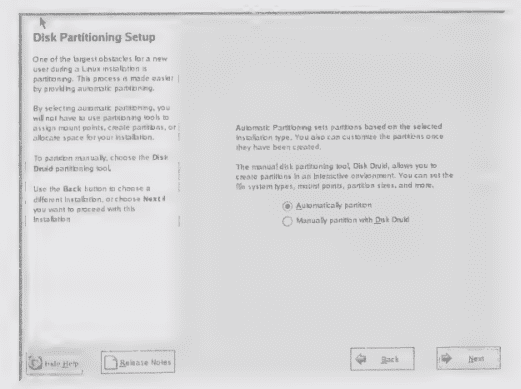 Disk Partitioning Setup
One of the largest obstacles for a new
user during a Linux installation is
partitioning. This process is made easier
by providing automatic partitioning.
By selecting automatic partitioning, you
will not have to use partitioning tools to
assign mount points, create partitions, or
allocate space for your installation.
To partition manually, choose the Disk
Druid partitioning tool.
Use the Back button to choose a
different installation, or choose Next if
you want to proceed with this
installation
Automatic Partitioning sets partitions based on the selected
installation type. You also can customize the partitions once
they have been created.
The manual disk partitioning tool, Disk Druid, allows you to
create partitions in an interactive environment. You can set the
file system types, mount points, partition sizes, and more.
Automatically partition
Manually partition with Disk Druid
Hide Help
Release Notes
Back
Next